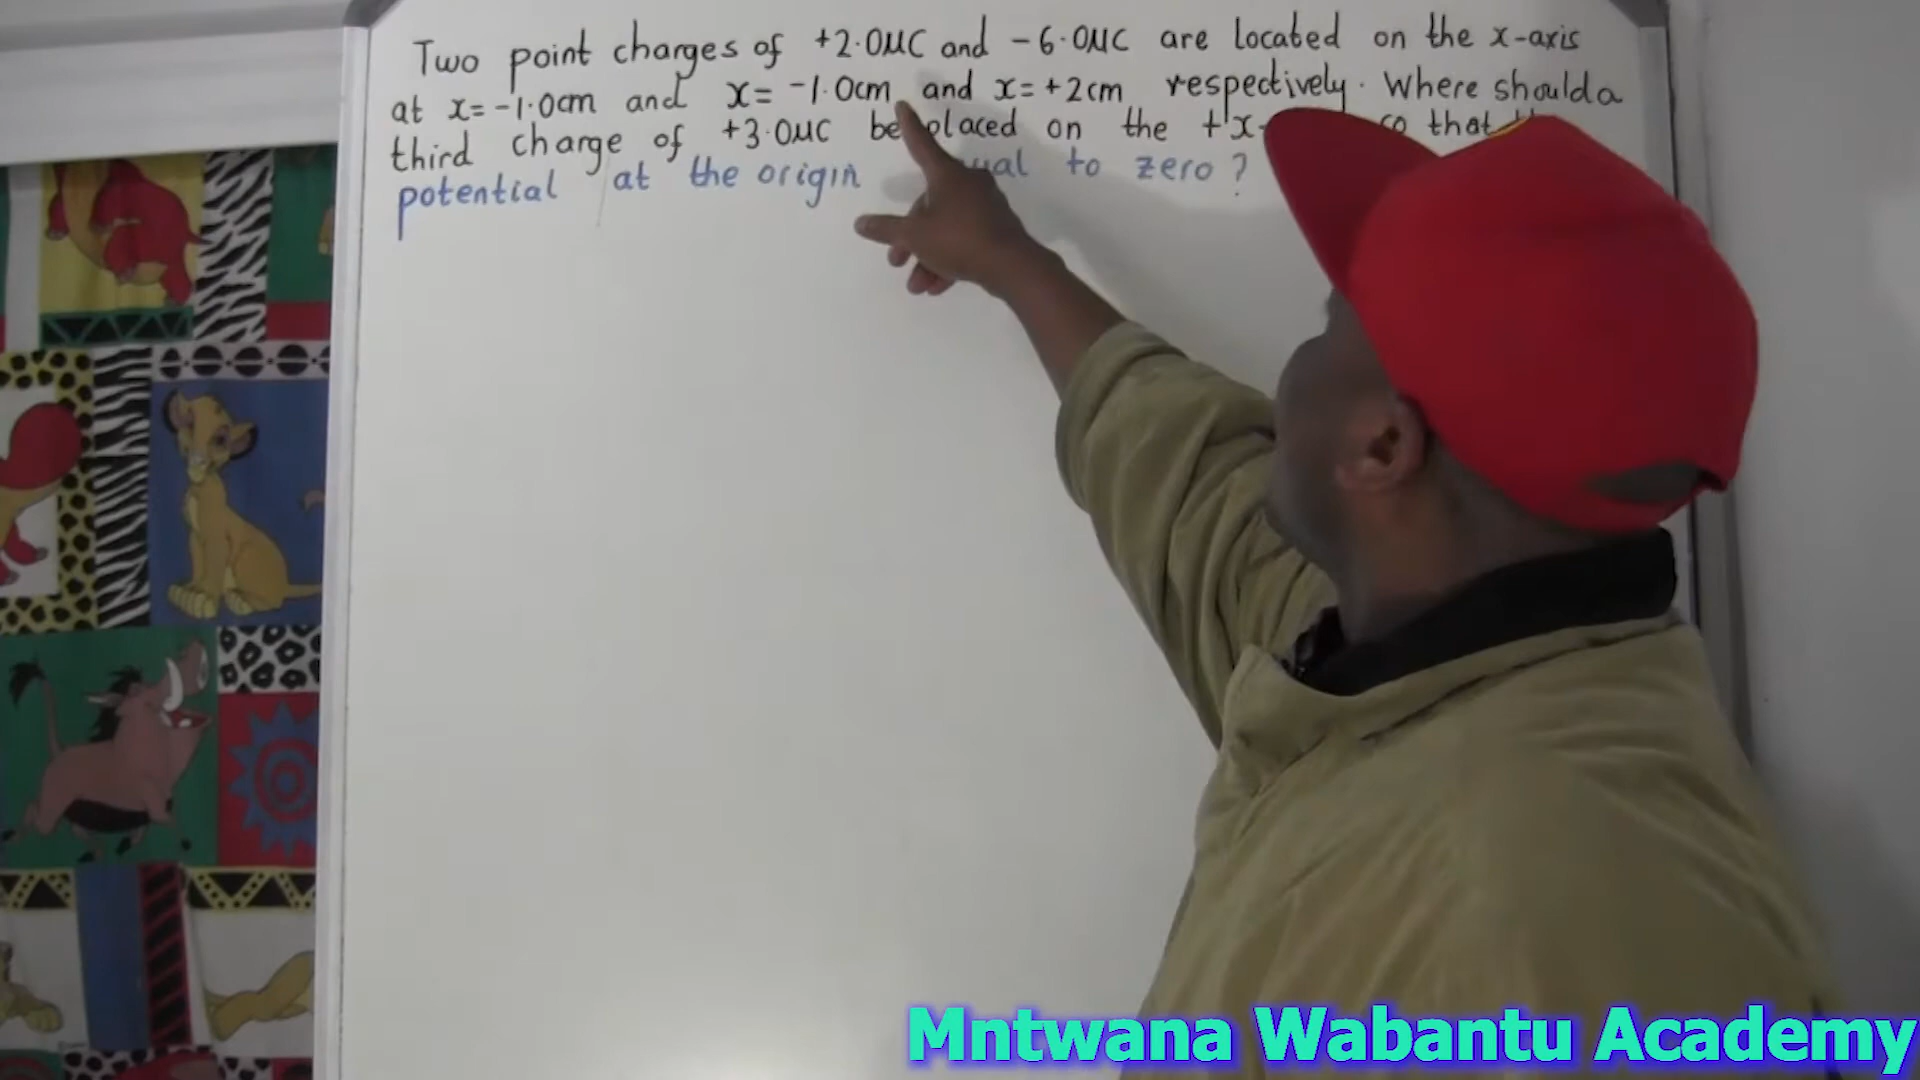 Two point charges of +2.0μC and -6.0μC are located on the x-axis
at x= -1.0cm and x= -1.0cm and x= +2cm respectively. Where should a
third charge of +3.0μC be placed on the +x- so that
potential at the origin to zero?
Mntwana Wabantu Academy